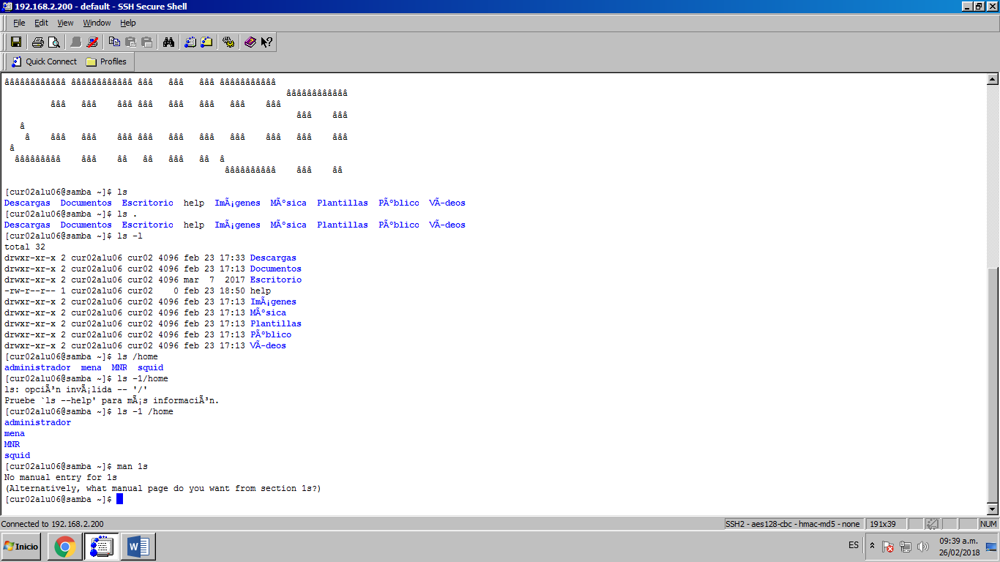 192.168.2.200 - default - SSH Secure Shell
File Edit View Window Help
Quick Connect Profiles
ââââââââââââ ââââââââââââ âââ   âââ   âââ âââââââââââ
                                                       ââââââââââââ
         âââ   âââ    âââ âââ   âââ   âââ   âââ    âââ
                                                         âââ    âââ
   â
    â    âââ   âââ    âââ âââ   âââ   âââ   âââ    âââ   âââ    âââ
 â
  âââââââââ    âââ    ââ   ââ   âââ   ââ  â
                                           ââââââââââ    âââ    ââ
[cur02alu06@samba ~]$ ls
Descargas  Documentos  Escritorio  help  ImÃ¡genes  MÃºsica  Plantillas  PÃºblico  VÃ-deos
[cur02alu06@samba ~]$ ls .
Descargas  Documentos  Escritorio  help  ImÃ¡genes  MÃºsica  Plantillas  PÃºblico  VÃ-deos
[cur02alu06@samba ~]$ ls -l
total 32
drwxr-xr-x 2 cur02alu06 cur02 4096 feb 23 17:33 Descargas
drwxr-xr-x 2 cur02alu06 cur02 4096 feb 23 17:13 Documentos
drwxr-xr-x 2 cur02alu06 cur02 4096 mar  7  2017 Escritorio
-rw-r--r-- 1 cur02alu06 cur02    0 feb 23 18:50 help
drwxr-xr-x 2 cur02alu06 cur02 4096 feb 23 17:13 ImÃ¡genes
drwxr-xr-x 2 cur02alu06 cur02 4096 feb 23 17:13 MÃºsica
drwxr-xr-x 2 cur02alu06 cur02 4096 feb 23 17:13 Plantillas
drwxr-xr-x 2 cur02alu06 cur02 4096 feb 23 17:13 PÃºblico
drwxr-xr-x 2 cur02alu06 cur02 4096 feb 23 17:13 VÃ-deos
[cur02alu06@samba ~]$ ls /home
administrador  mena  MNR  squid
[cur02alu06@samba ~]$ ls -1/home
ls: opciÃ³n invÃ¡lida -- '/'
Pruebe `ls --help' para mÃ¡s informaciÃ³n.
[cur02alu06@samba ~]$ ls -1 /home
administrador
mena
MNR
squid
[cur02alu06@samba ~]$ man 1s
No manual entry for 1s
(Alternatively, what manual page do you want from section 1s?)
[cur02alu06@samba ~]$
Connected to 192.168.2.200 SSH2 - aes128-cbc - hmac-md5 - none 191x39 NUM
Inicio ES 09:39 a.m.
26/02/2018